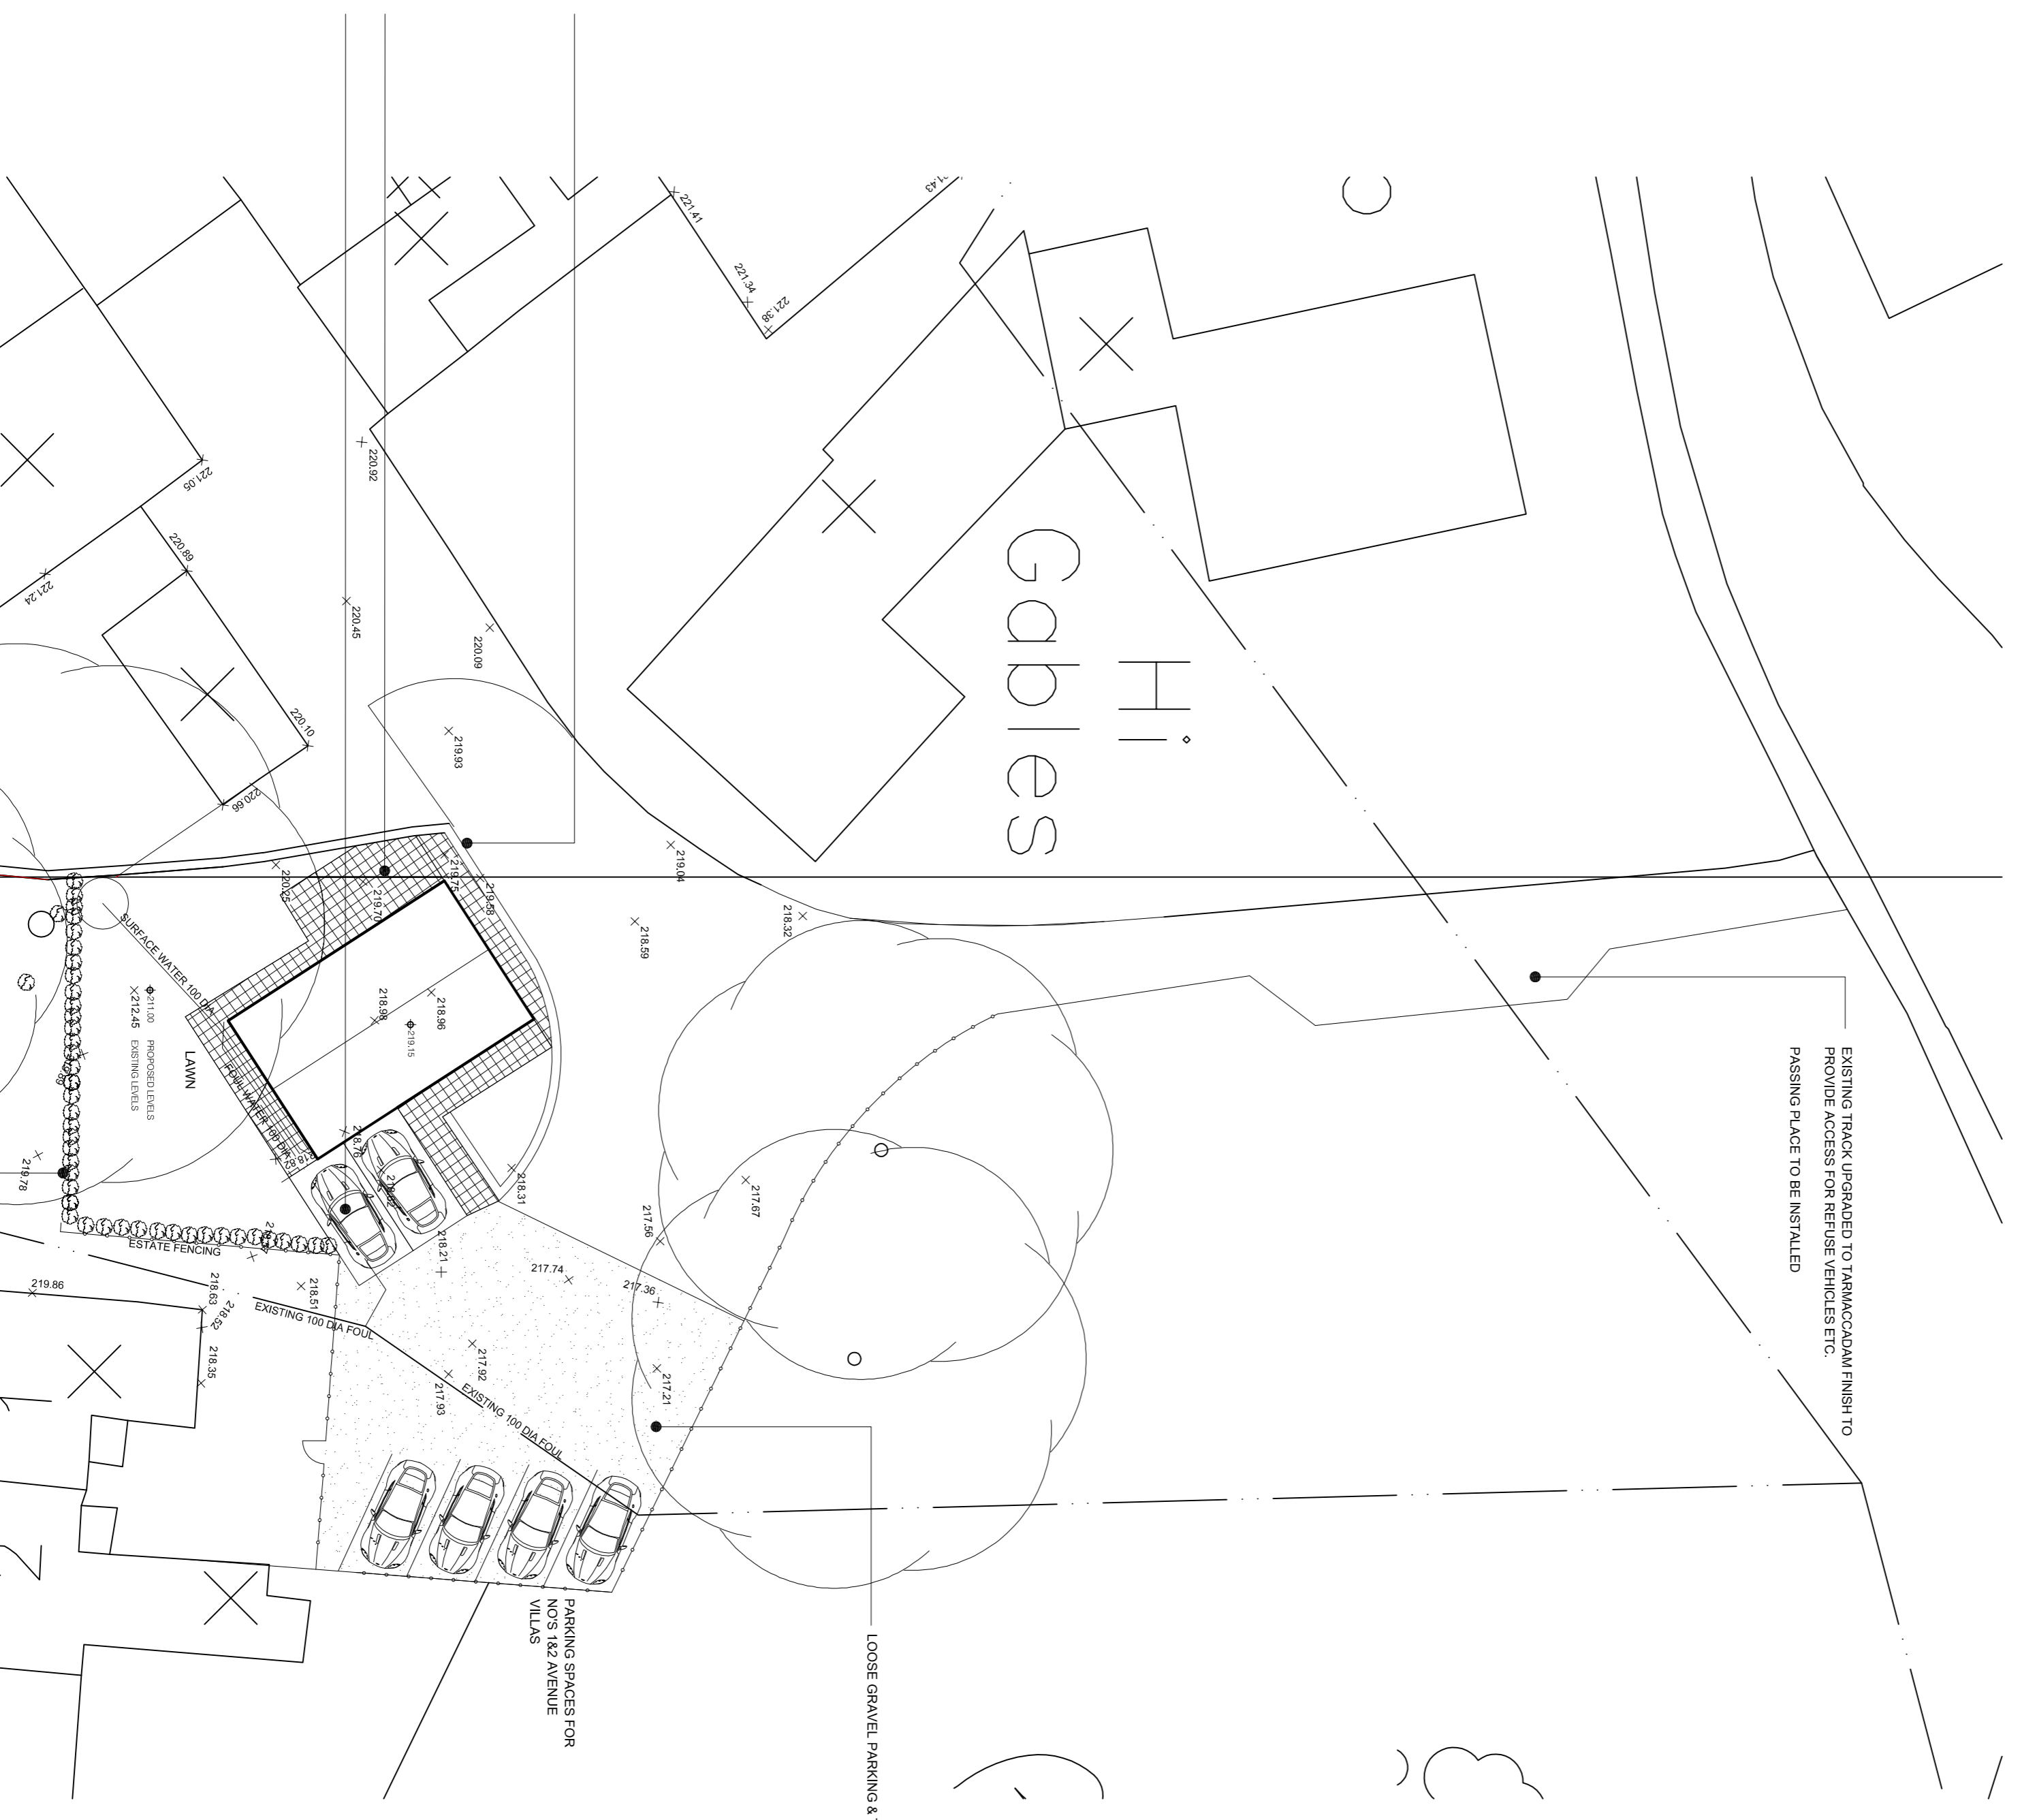 221.43
221.41
221.34
221.38
220.92
221.05
220.89
221.24
220.45
220.09
220.10
220.66
219.93
Hi
Gables
219.04
218.32
218.59
219.75
219.58
219.70
220.25
SURFACE WATER 100 DIA
218.96
218.98
219.15
211.00 PROPOSED LEVELS
212.45 EXISTING LEVELS
LAWN
FOUL WATER 100 DIA
218.76
218.31
219.78
218.21
217.67
217.56
217.74
217.36
ESTATE FENCING
219.86
218.63
218.52
218.51
218.35
EXISTING 100 DIA FOUL
217.92
217.93
217.21
EXISTING 100 DIA FOUL
EXISTING TRACK UPGRADED TO TARMACCADAM FINISH TO
PROVIDE ACCESS FOR REFUSE VEHICLES ETC.
PASSING PLACE TO BE INSTALLED
PARKING SPACES FOR
NO'S 1&2 AVENUE
VILLAS
LOOSE GRAVEL PARKING &